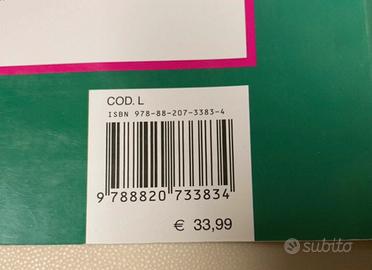 COD. L
ISBN 978-88-207-3383-4
9 788820 733834
€ 33,99
subito